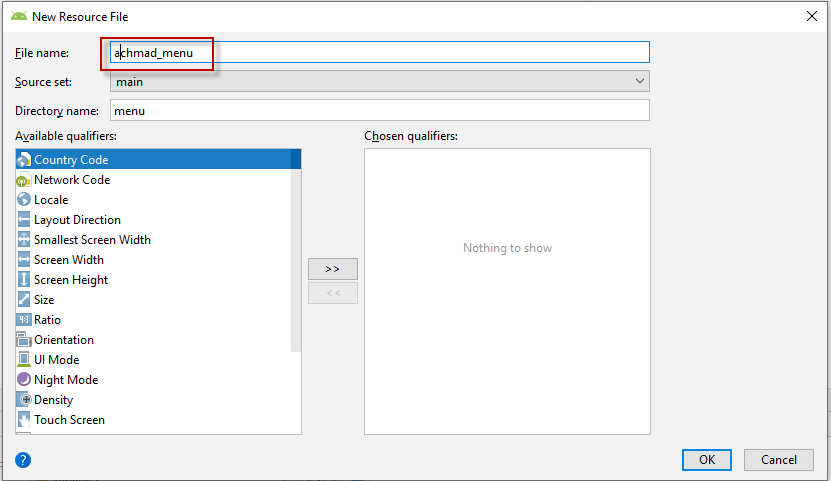 New Resource File
File name: achmad_menu
Source set: main
Directory name: menu
Available qualifiers:
Chosen qualifiers:
Country Code
Network Code
Locale
Layout Direction
Smallest Screen Width
Screen Width
Screen Height
Size
Ratio
Orientation
UI Mode
Night Mode
Density
Touch Screen
Nothing to show
>>
<<
?
OK
Cancel